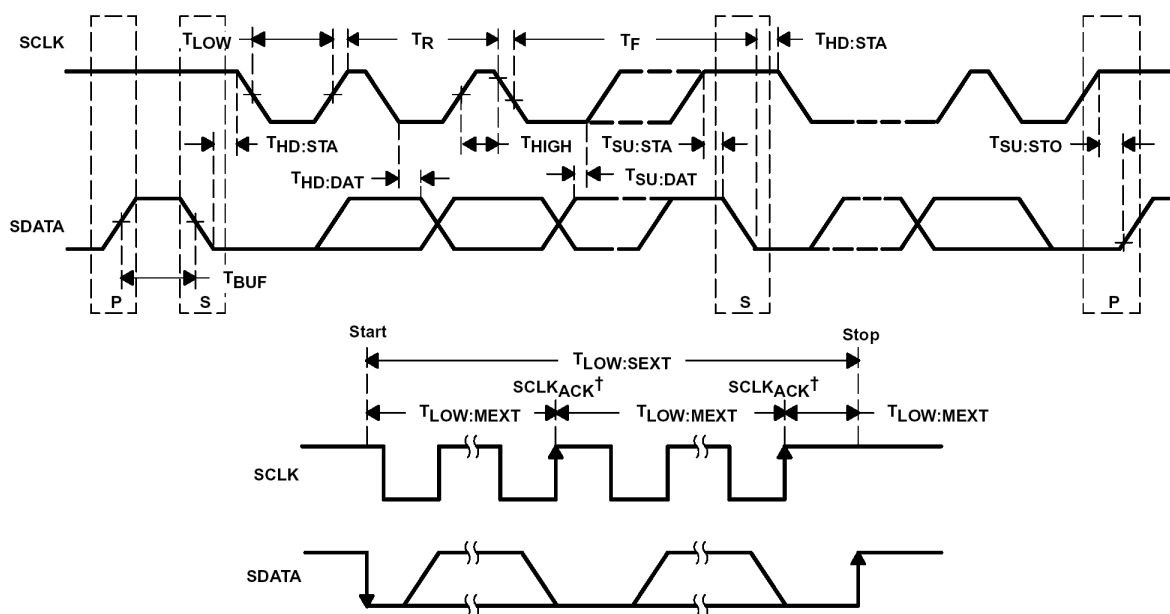 SCLK
TLOW
TR
TF
THD:STA
THD:STA
THIGH
TSU:STA
TSU:STO
THD:DAT
TSU:DAT
SDATA
TBUF
P
S
S
P
Start
Stop
TLOW:SEXT
SCLKACK†
SCLKACK†
TLOW:MEXT
TLOW:MEXT
TLOW:MEXT
SCLK
SDATA